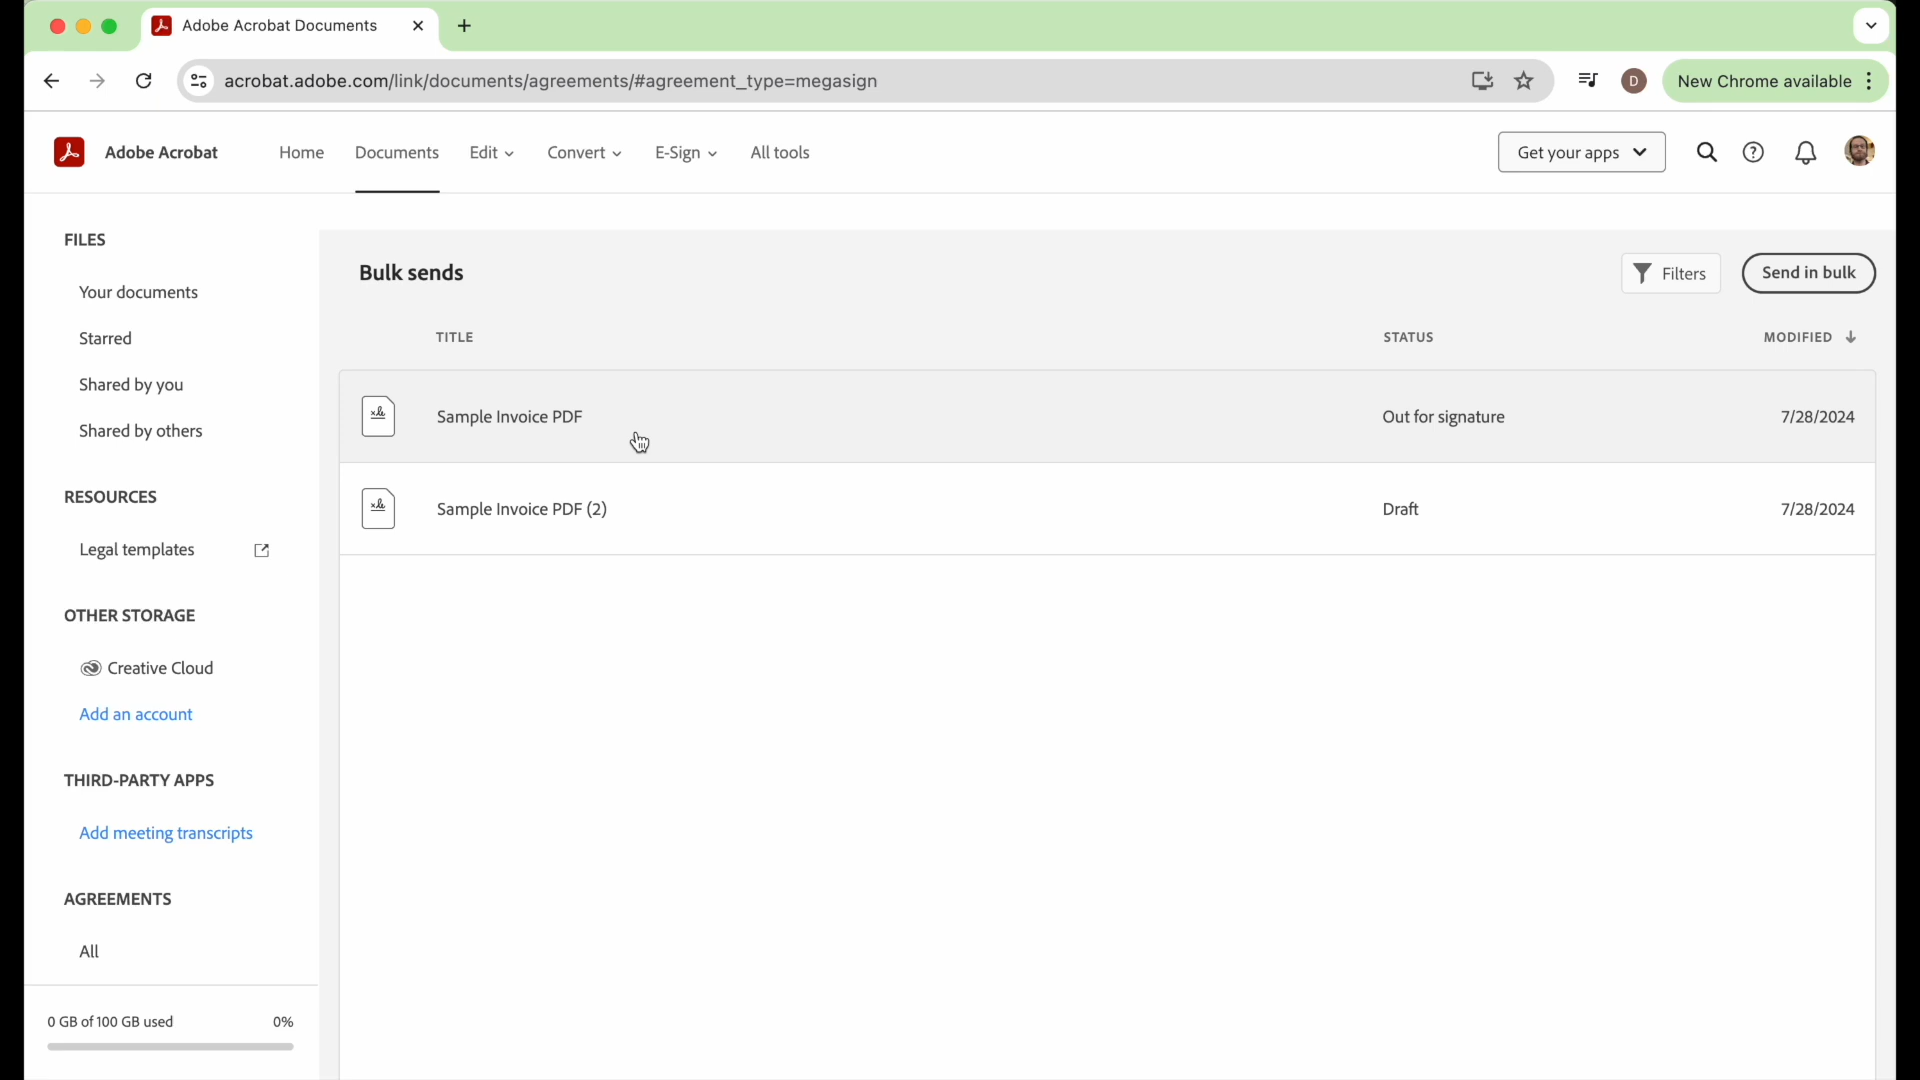 Adobe Acrobat Documents
acrobat.adobe.com/link/documents/agreements/#agreement_type=megasign
D
New Chrome available
Adobe Acrobat
Home
Documents
Edit
Convert
E-Sign
All tools
Get your apps
FILES
Your documents
Starred
Shared by you
Shared by others
RESOURCES
Legal templates
OTHER STORAGE
Creative Cloud
Add an account
THIRD-PARTY APPS
Add meeting transcripts
AGREEMENTS
All
0 GB of 100 GB used 0%
Bulk sends
Filters
Send in bulk
TITLE STATUS MODIFIED
Sample Invoice PDF Out for signature 7/28/2024
Sample Invoice PDF (2) Draft 7/28/2024